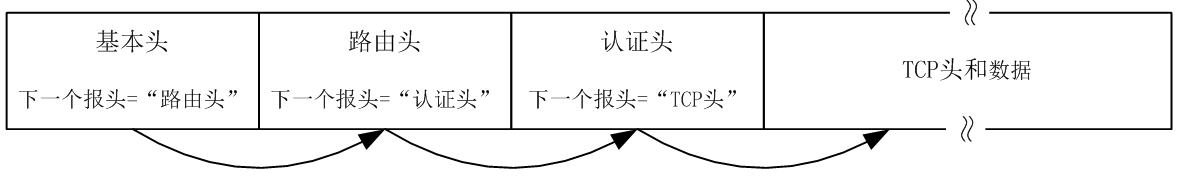 基本头
下一个报头=“路由头”
路由头
下一个报头=“认证头”
认证头
下一个报头=“TCP头”
TCP头和数据